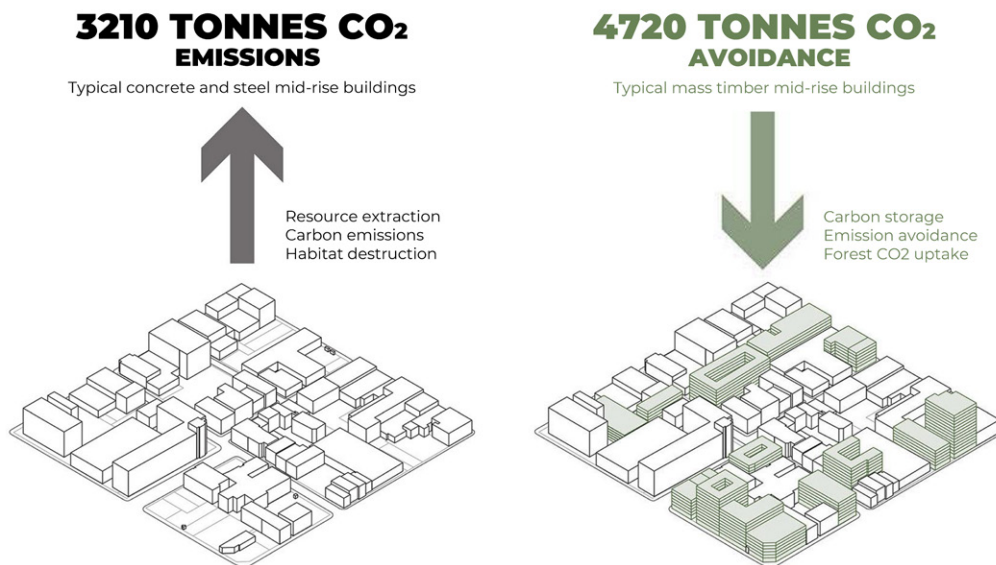 3210 TONNES CO₂
EMISSIONS
Typical concrete and steel mid-rise buildings
Resource extraction
Carbon emissions
Habitat destruction
4720 TONNES CO₂
AVOIDANCE
Typical mass timber mid-rise buildings
Carbon storage
Emission avoidance
Forest CO2 uptake